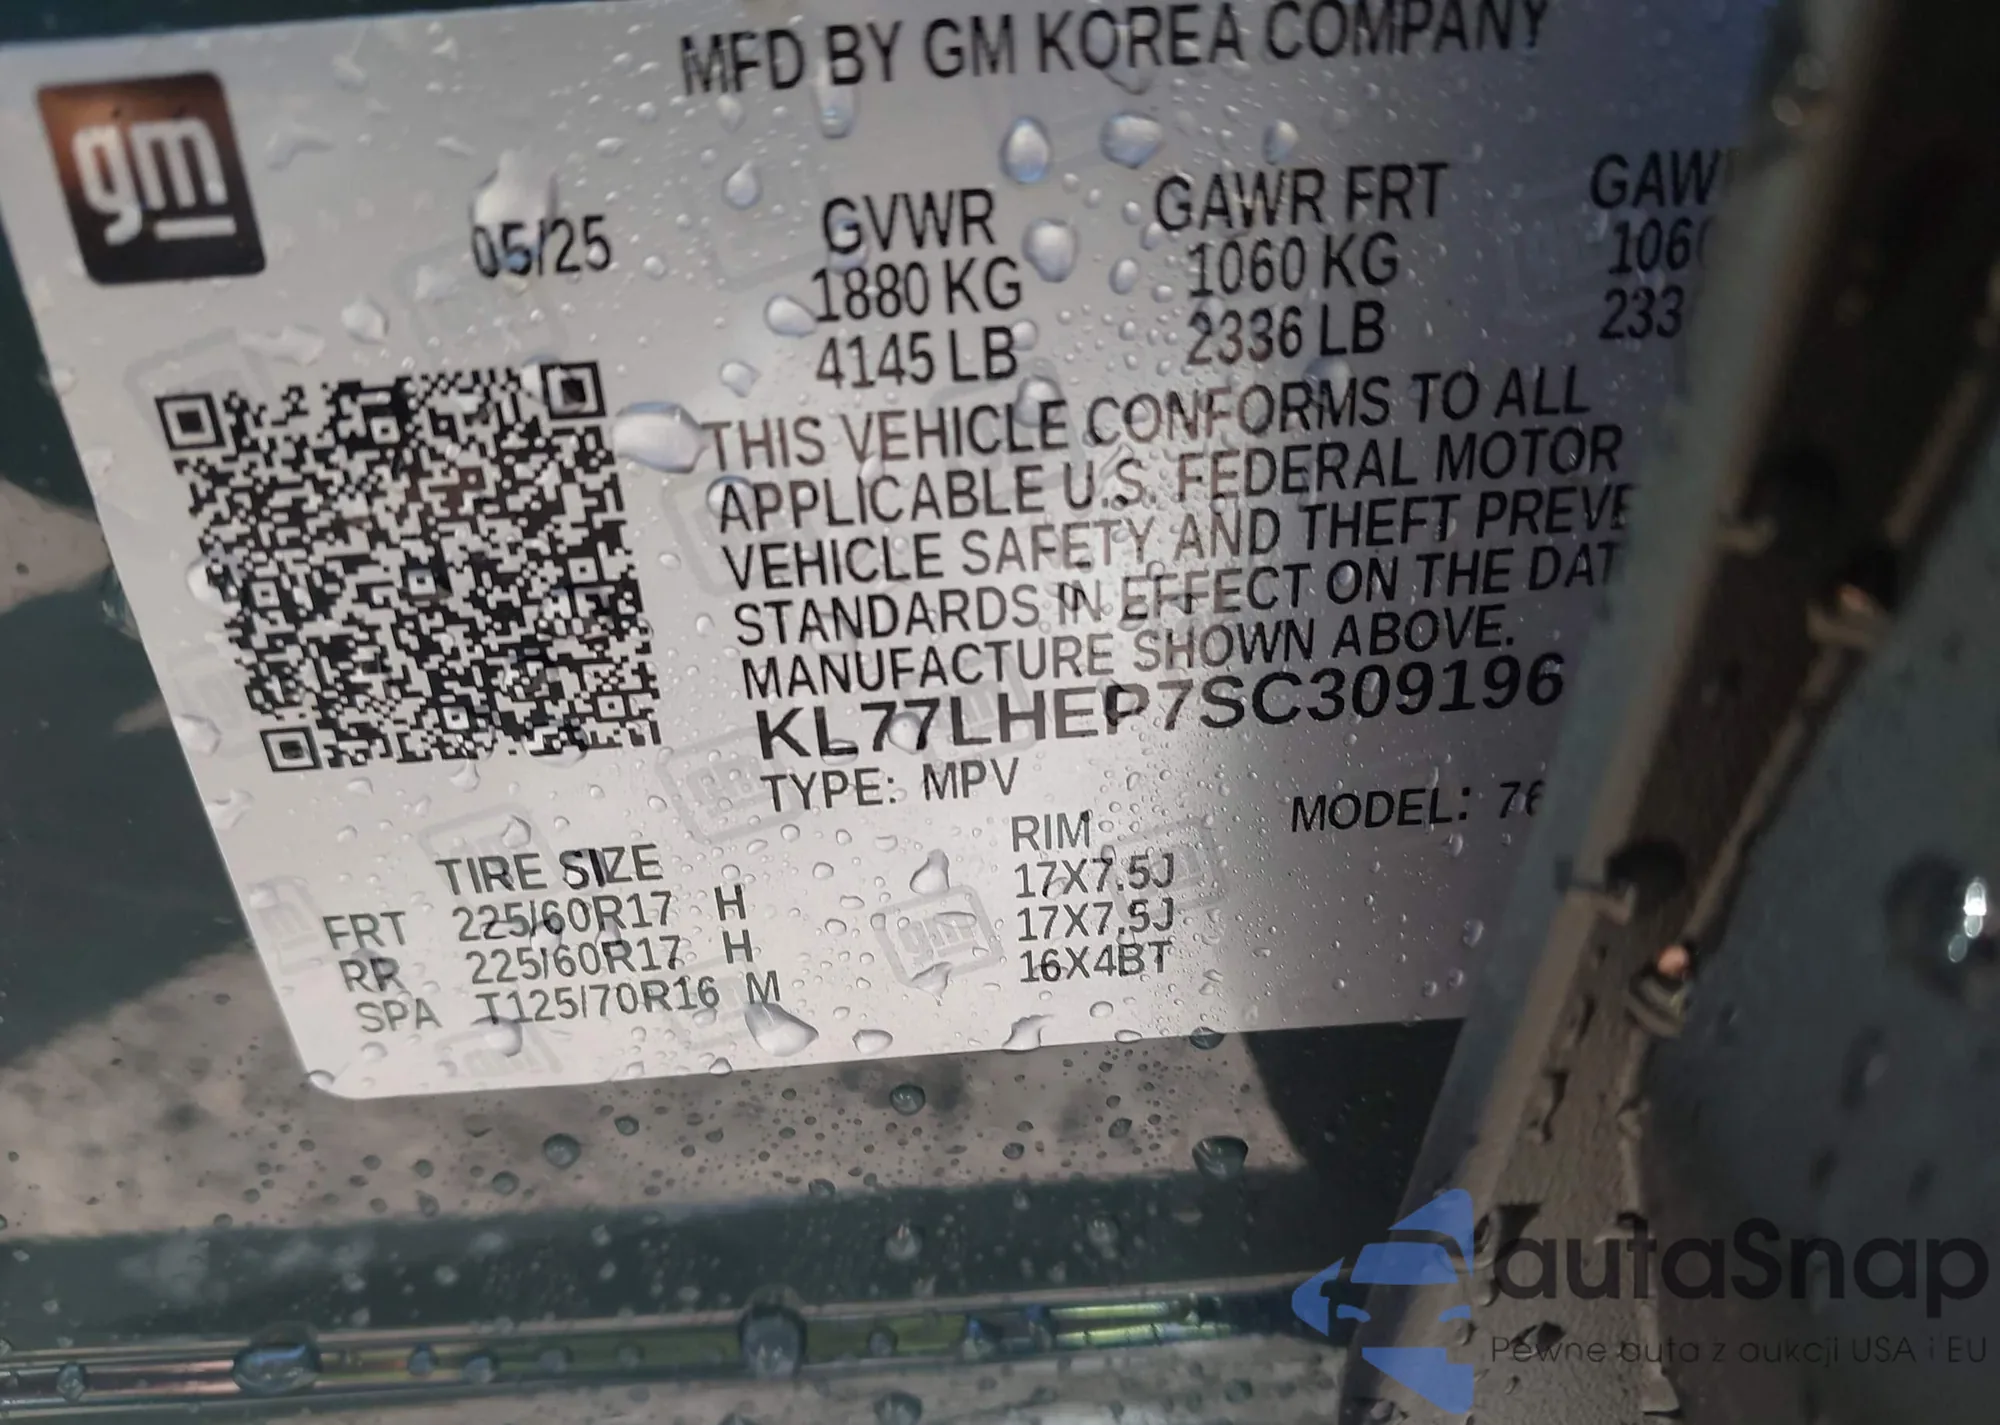 MFD BY GM KOREA COMPANY
gm
05/25
GVWR
1880 KG
4145 LB
GAWR FRT
1060 KG
2336 LB
THIS VEHICLE CONFORMS TO ALL
APPLICABLE U.S. FEDERAL MOTOR
VEHICLE SAFETY AND THEFT PREVE
STANDARDS IN EFFECT ON THE DAT
MANUFACTURE SHOWN ABOVE.
KL77LHEP7SC309196
TYPE: MPV
MODEL: 76
TIRE SIZE RIM
FRT 225/60R17 H 17X7.5J
RR 225/60R17 H 17X7.5J
SPA T125/70R16 M 16X4BT
autaSnap
Pewne auta z aukcji USA i EU